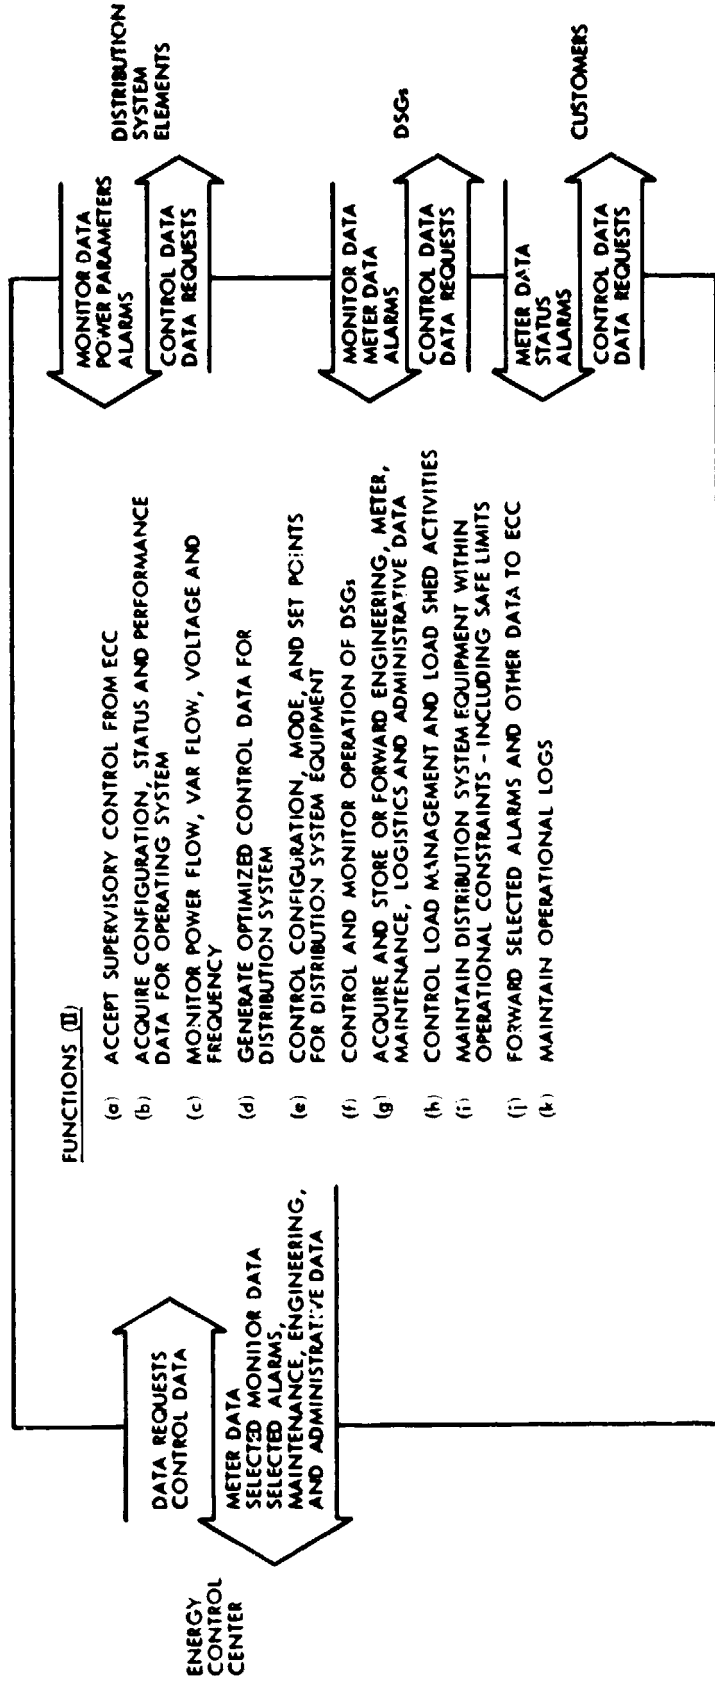 ENERGY
CONTROL
CENTER
DATA REQUESTS
CONTROL DATA
METER DATA
SELECTED MONITOR DATA
SELECTED ALARMS,
MAINTENANCE, ENGINEERING,
AND ADMINISTRATIVE DATA
FUNCTIONS (II)
(a) ACCEPT SUPERVISORY CONTROL FROM ECC
(b) ACQUIRE CONFIGURATION, STATUS AND PERFORMANCE
DATA FOR OPERATING SYSTEM
(c) MONITOR POWER FLOW, VAR FLOW, VOLTAGE AND
FREQUENCY
(d) GENERATE OPTIMIZED CONTROL DATA FOR
DISTRIBUTION SYSTEM
(e) CONTROL CONFIGURATION, MODE, AND SET POINTS
FOR DISTRIBUTION SYSTEM EQUIPMENT
(f) CONTROL AND MONITOR OPERATION OF DSGs
(g) ACQUIRE AND STORE OR FORWARD ENGINEERING, METER,
MAINTENANCE, LOGISTICS AND ADMINISTRATIVE DATA
(h) CONTROL LOAD MANAGEMENT AND LOAD SHED ACTIVITIES
(i) MAINTAIN DISTRIBUTION SYSTEM EQUIPMENT WITHIN
OPERATIONAL CONSTRAINTS - INCLUDING SAFE LIMITS
(j) FORWARD SELECTED ALARMS AND OTHER DATA TO ECC
(k) MAINTAIN OPERATIONAL LOGS
MONITOR DATA
POWER PARAMETERS
ALARMS
CONTROL DATA
DATA REQUESTS
DISTRIBUTION
SYSTEM
ELEMENTS
MONITOR DATA
METER DATA
ALARMS
CONTROL DATA
DATA REQUESTS
DSGs
METER DATA
STATUS
ALARMS
CONTROL DATA
DATA REQUESTS
CUSTOMERS